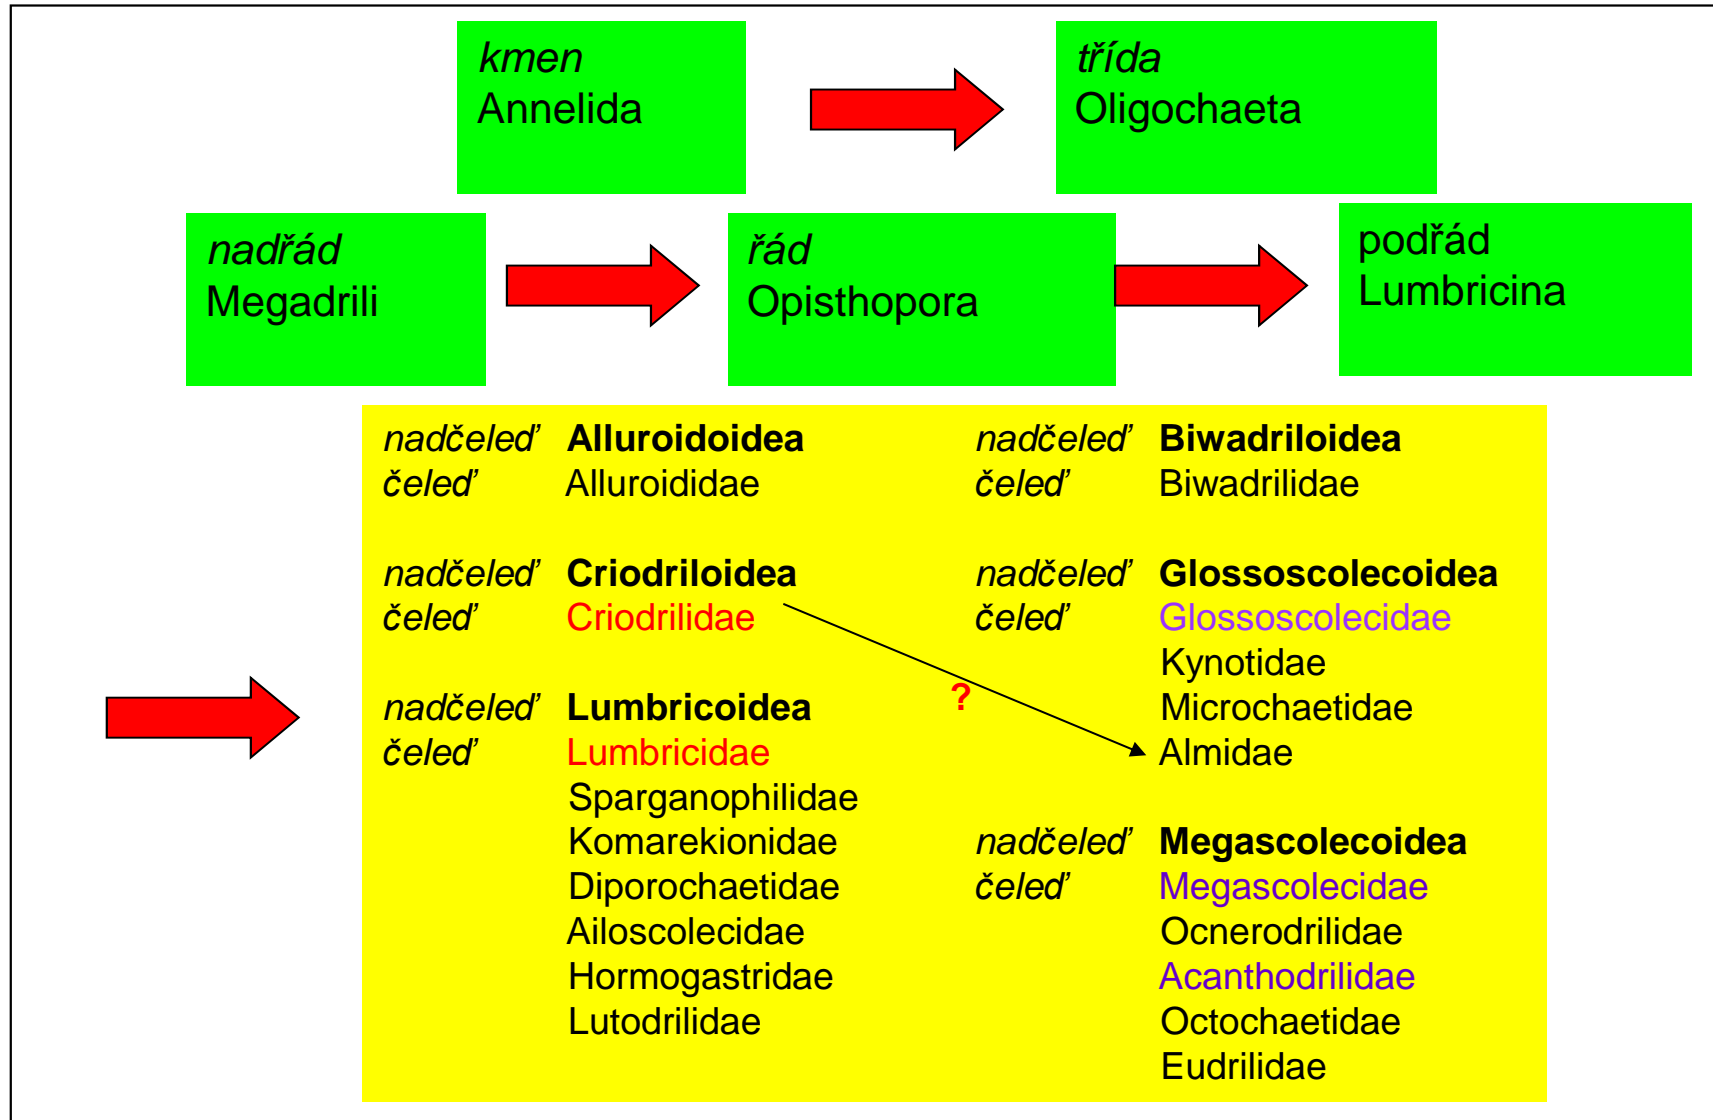 kmen
Annelida
třída
Oligochaeta
nadřád
Megadrili
řád
Opisthopora
podřád
Lumbricina
nadčeleď Alluroidoidea
čeleď Alluroididae
nadčeleď Criodriloidea
čeleď Criodrilidae
nadčeleď Lumbricoidea
čeleď Lumbricidae
Sparganophilidae
Komarekionidae
Diporochaetidae
Ailoscolecidae
Hormogastridae
Lutodrilidae
?
nadčeleď Biwadriloidea
čeleď Biwadrilidae
nadčeleď Glossoscolecoidea
čeleď Glossoscolecidae
Kynotidae
Microchaetidae
Almidae
nadčeleď Megascolecoidea
čeleď Megascolecidae
Ocnerodrilidae
Acanthodrilidae
Octochaetidae
Eudrilidae